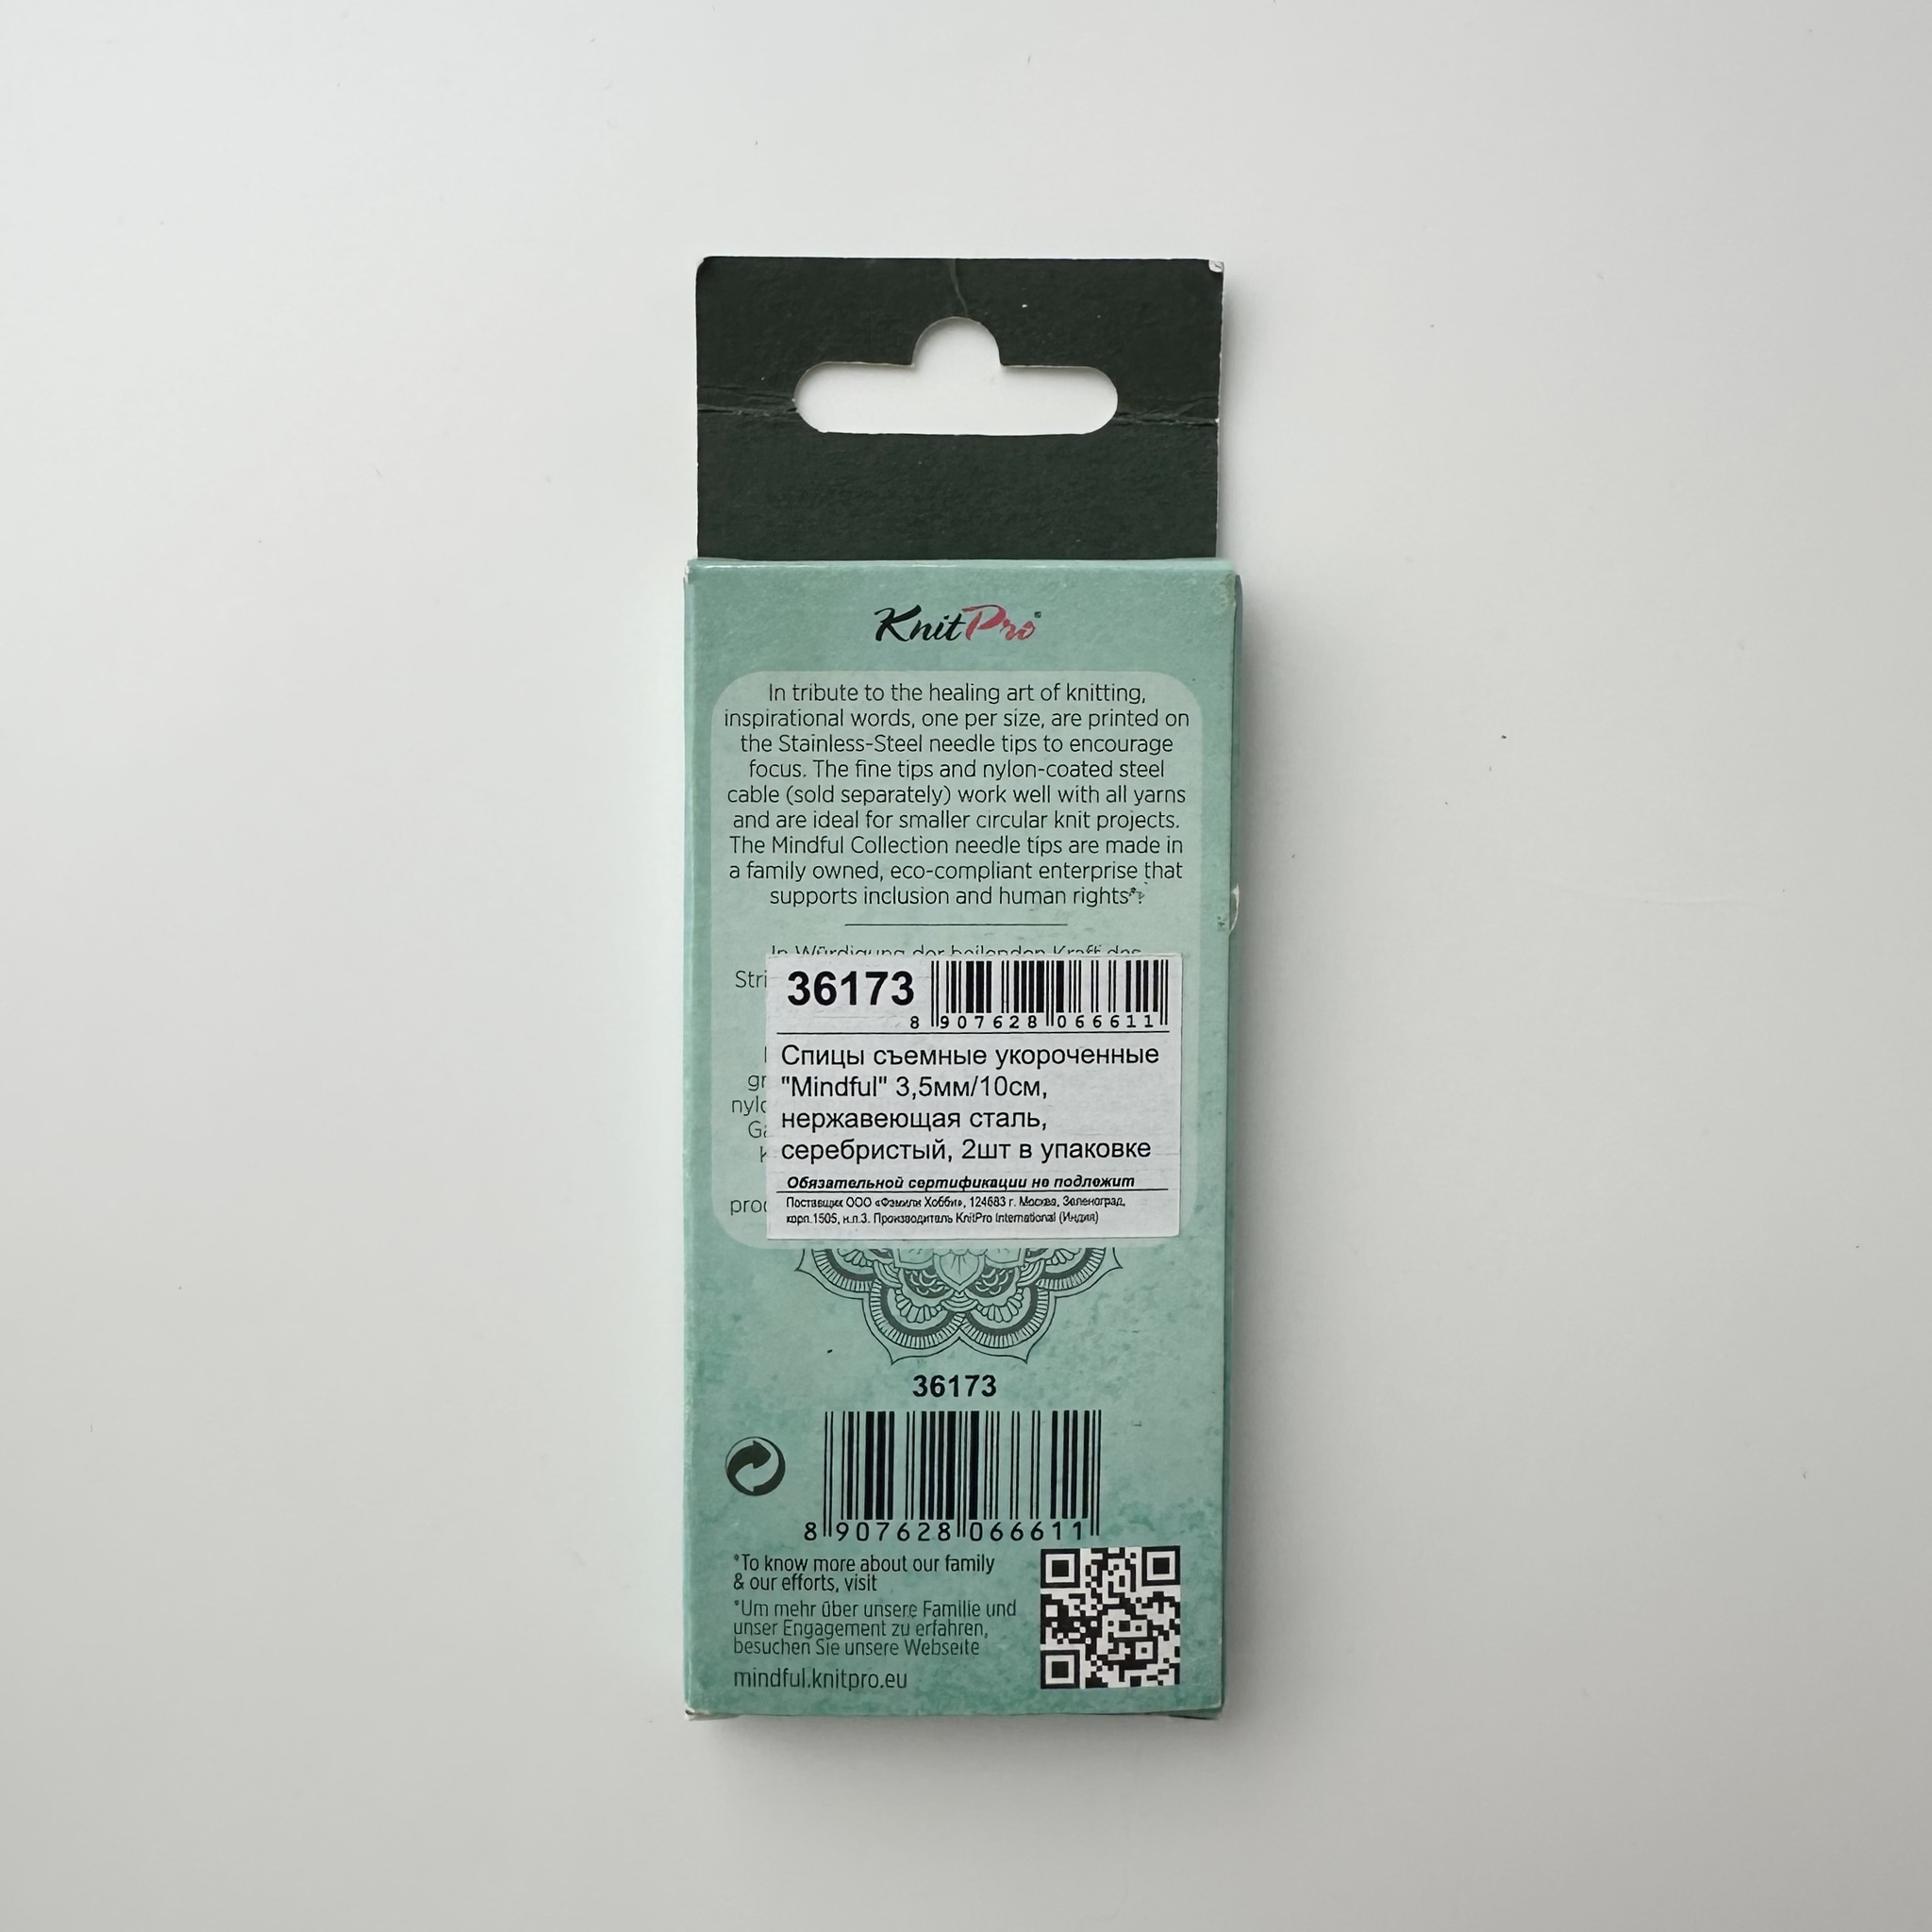 KnitPro
In tribute to the healing art of knitting,
inspirational words, one per size, are printed on
the Stainless-Steel needle tips to encourage
focus. The fine tips and nylon-coated steel
cable (sold separately) work well with all yarns
and are ideal for smaller circular knit projects.
The Mindful Collection needle tips are made in
a family owned, eco-compliant enterprise that
supports inclusion and human rights
In Würdigung der heilenden Kraft des
36173
8 907628 066611
Спицы съемные укороченные
"Mindful" 3,5мм/10см,
нержавеющая сталь,
серебристый, 2шт в упаковке
Обязательной сертификации не подлежит
Поставщик ООО «Фэмили Хобби», 124683 г. Москва, Зеленоград,
корп.1505, н.п.3. Производитель KnitPro International (Индия)
36173
8 907628 066611
*To know more about our family
& our efforts, visit
*Um mehr über unsere Familie und
unser Engagement zu erfahren,
besuchen Sie unsere Webseite
mindful.knitpro.eu